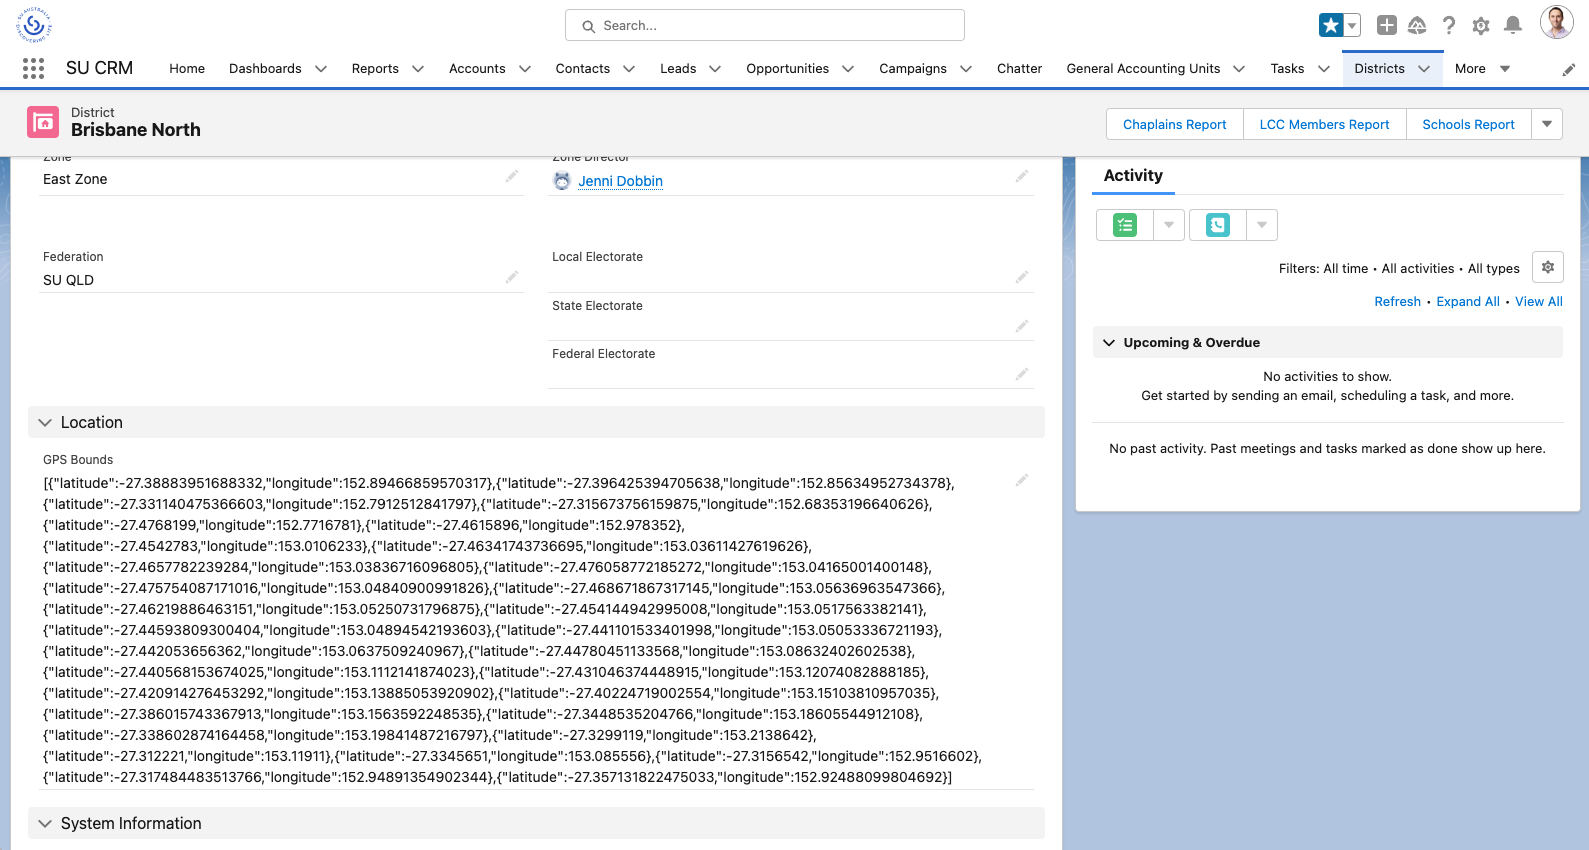 Search...
SU CRM
Home
Dashboards
Reports
Accounts
Contacts
Leads
Opportunities
Campaigns
Chatter
General Accounting Units
Tasks
Districts
More
District
Brisbane North
Chaplains Report
LCC Members Report
Schools Report
Zone
East Zone
Zone Director
Jenni Dobbin
Federation
SU QLD
Local Electorate
State Electorate
Federal Electorate
Location
GPS Bounds
[{"latitude":-27.38883951688332,"longitude":152.89466859570317},{"latitude":-27.396425394705638,"longitude":152.85634952734378},
{"latitude":-27.331140475366603,"longitude":152.7912512841797},{"latitude":-27.315673756159875,"longitude":152.68353196640626},
{"latitude":-27.4768199,"longitude":152.7716781},{"latitude":-27.4615896,"longitude":152.978352},
{"latitude":-27.4542783,"longitude":153.0106233},{"latitude":-27.46341743736695,"longitude":153.03611427619626},
{"latitude":-27.4657782239284,"longitude":153.03836716096805},{"latitude":-27.476058772185272,"longitude":153.04165001400148},
{"latitude":-27.475754087171016,"longitude":153.04840900991826},{"latitude":-27.468671867317145,"longitude":153.05636963547366},
{"latitude":-27.46219886463151,"longitude":153.05250731796875},{"latitude":-27.454144942995008,"longitude":153.0517563382141},
{"latitude":-27.44593809300404,"longitude":153.04894542193603},{"latitude":-27.441101533401998,"longitude":153.05053336721193},
{"latitude":-27.442053656362,"longitude":153.0637509240967},{"latitude":-27.44780451133568,"longitude":153.08632402602538},
{"latitude":-27.440568153674025,"longitude":153.1112141874023},{"latitude":-27.431046374448915,"longitude":153.12074082888185},
{"latitude":-27.420914276453292,"longitude":153.13885053920902},{"latitude":-27.40224719002554,"longitude":153.15103810957035},
{"latitude":-27.386015743367913,"longitude":153.1563592248535},{"latitude":-27.3448535204766,"longitude":153.18605544912108},
{"latitude":-27.338602874164458,"longitude":153.19841487216797},{"latitude":-27.3299119,"longitude":153.2138642},
{"latitude":-27.312221,"longitude":153.11911},{"latitude":-27.3345651,"longitude":153.085556},{"latitude":-27.3156542,"longitude":152.9516602},
{"latitude":-27.317484483513766,"longitude":152.94891354902344},{"latitude":-27.357131822475033,"longitude":152.92488099804692}]
System Information
Activity
Filters: All time • All activities • All types
Refresh • Expand All • View All
Upcoming & Overdue
No activities to show.
Get started by sending an email, scheduling a task, and more.
No past activity. Past meetings and tasks marked as done show up here.